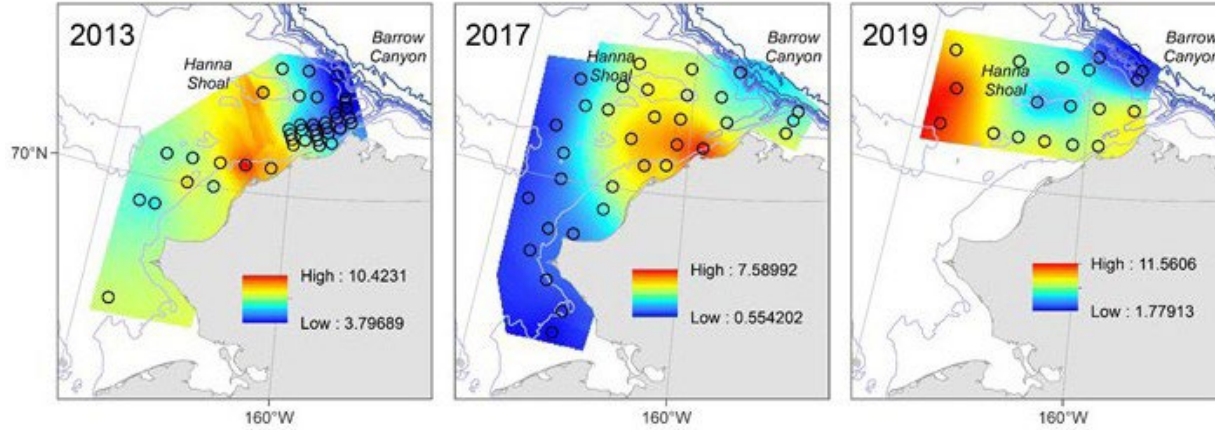 2013
Hanna
Shoal
Barrow
Canyon
70°N
High : 10.4231
Low : 3.79689
160°W
2017
Hanna
Shoal
Barrow
Canyon
High : 7.58992
Low : 0.554202
160°W
2019
Hanna
Shoal
Barrow
Canyon
High : 11.5606
Low : 1.77913
160°W